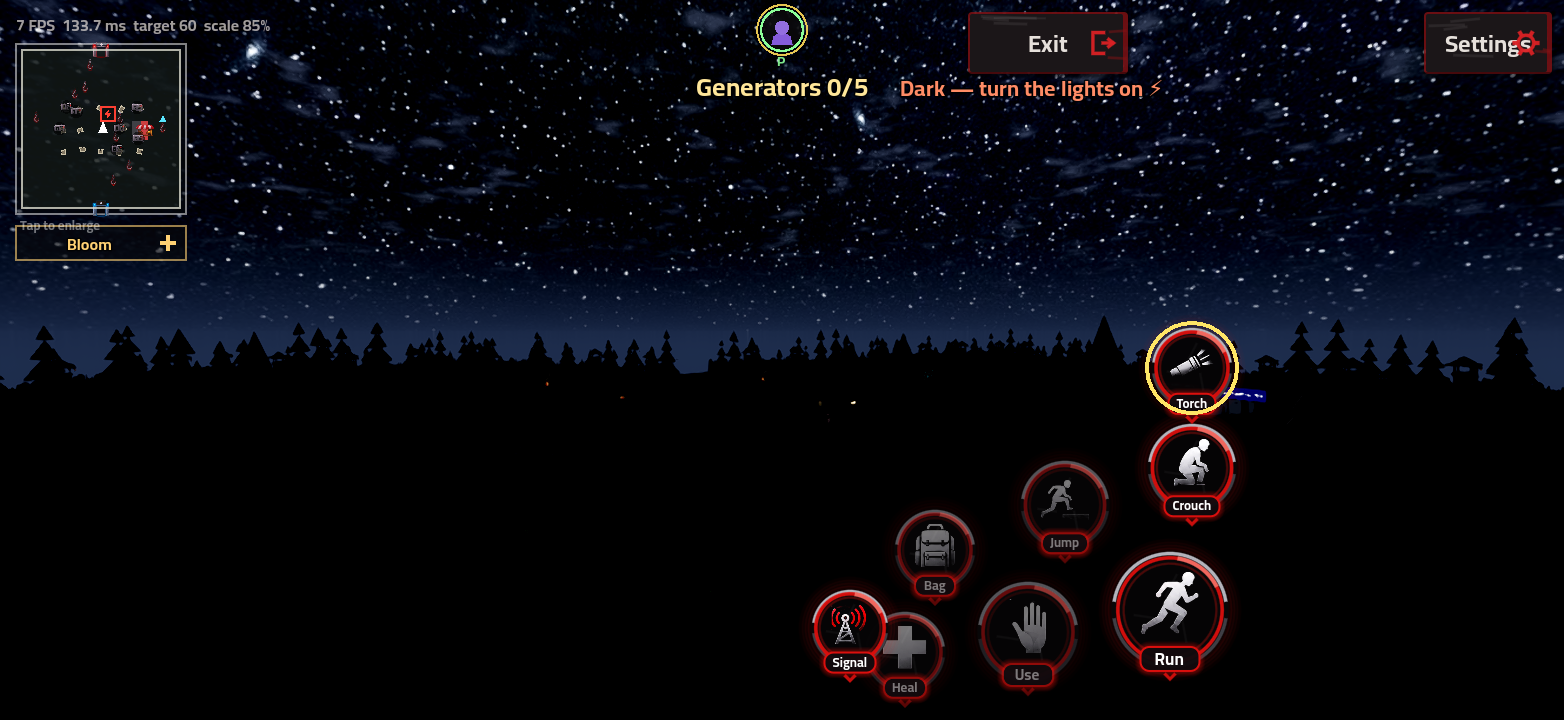 7 FPS 133.7 ms target 60 scale 85%
P
Exit
Settings
Generators 0/5
Dark — turn the lights on ⚡
Tap to enlarge
Bloom
Torch
Crouch
Jump
Bag
Signal
Heal
Use
Run